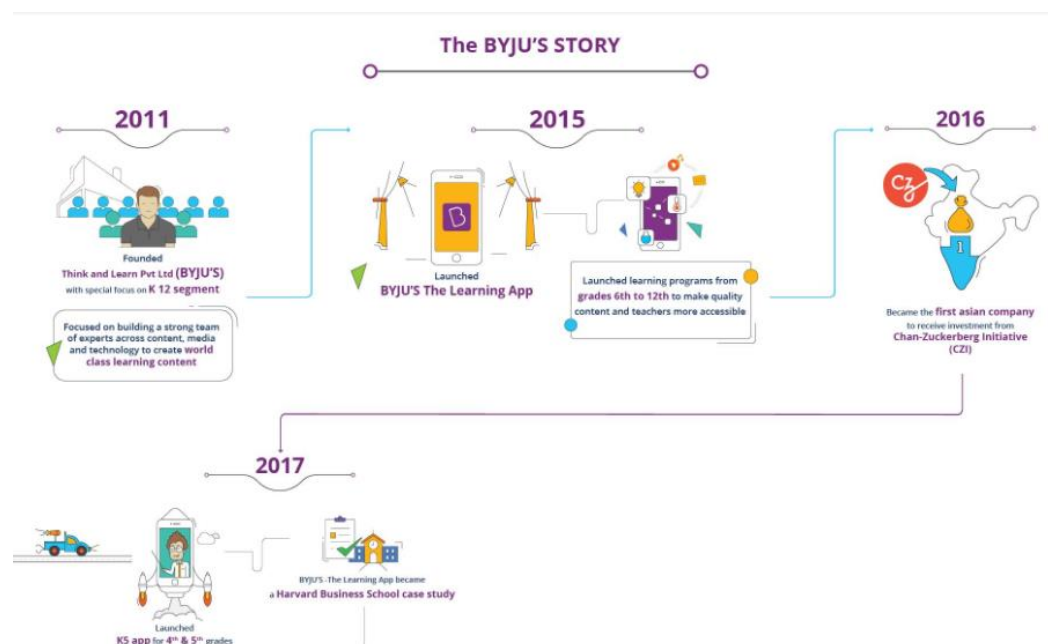 The BYJU'S STORY
2011
Founded
Think and Learn Pvt Ltd (BYJU'S)
with special focus on K 12 segment
Focused on building a strong team
of experts across content, media
and technology to create world
class learning content
2015
Launched
BYJU'S The Learning App
Launched learning programs from
grades 6th to 12th to make quality
content and teachers more accessible
2016
Cz
1
Became the first asian company
to receive investment from
Chan-Zuckerberg Initiative
(CZI)
2017
Launched
K5 app for 4th & 5th grades
BYJU'S -The Learning App became
a Harvard Business School case study